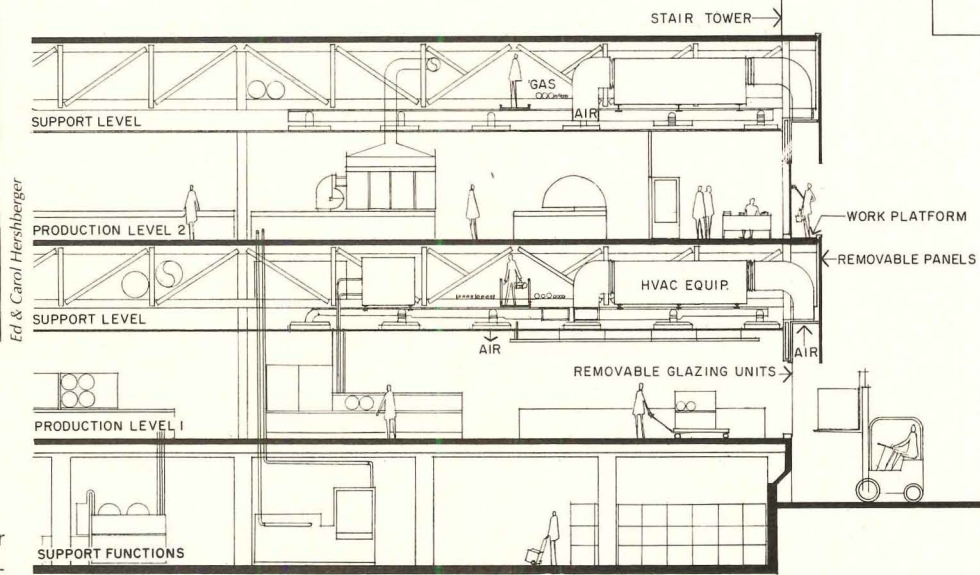 STAIR TOWER
GAS
AIR
SUPPORT LEVEL
Ed & Carol Hershberger
PRODUCTION LEVEL 2
WORK PLATFORM
REMOVABLE PANELS
HVAC EQUIP.
SUPPORT LEVEL
AIR
AIR
REMOVABLE GLAZING UNITS
PRODUCTION LEVEL I
SUPPORT FUNCTIONS